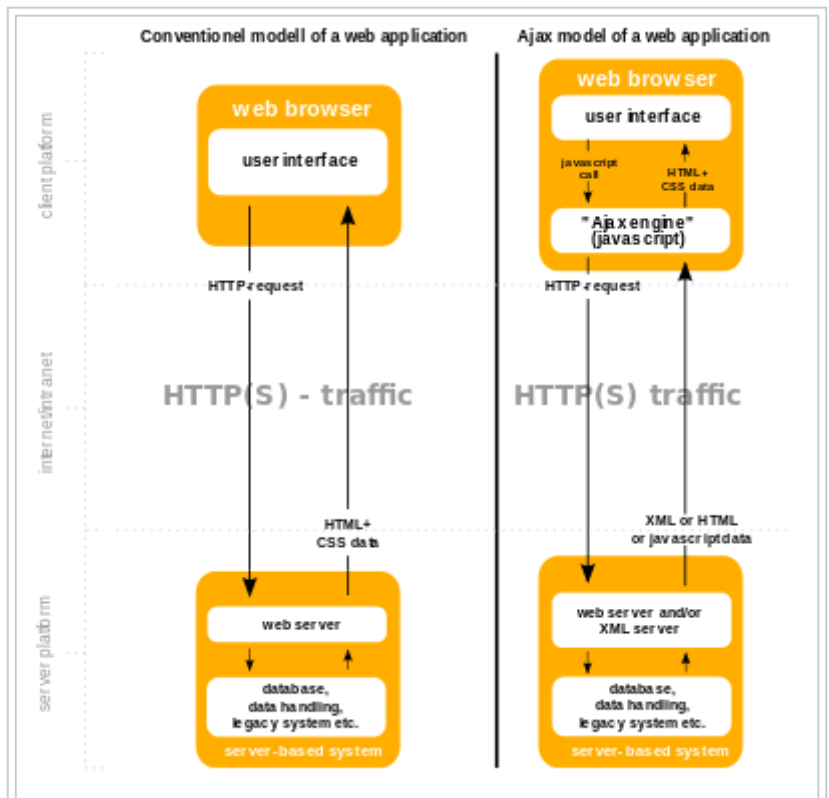 Conventionel modell of a web application
Ajax model of a web application
client platform
internet/intranet
server platform
web browser
user interface
HTTP-request
HTTP(S) - traffic
HTML+
CSS data
web server
database,
data handling,
legacy system etc.
server-based system
web browser
user interface
javascript
call
HTML+
CSS data
"Ajax engine"
(javascript)
HTTP-request
HTTP(S) traffic
XML or HTML
or javascript data
web server and/or
XML server
database,
data handling,
legacy system etc.
server-based system